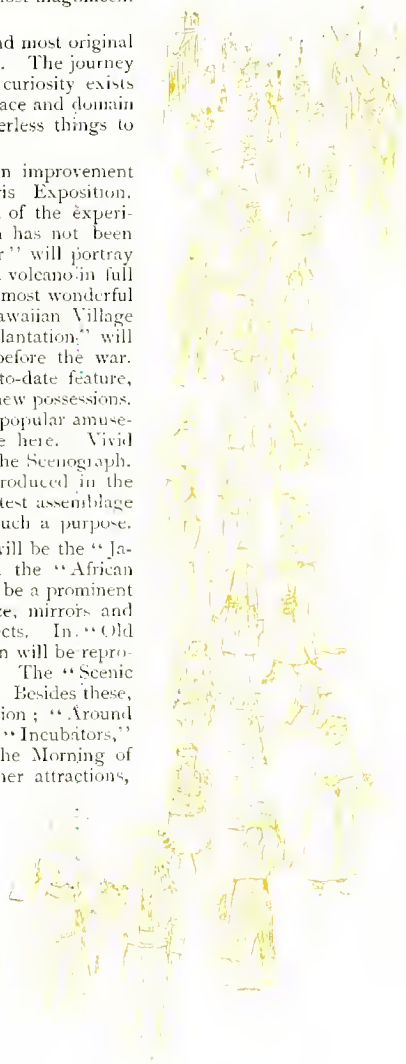 nd most original
. The journey
curiosity exists
ace and domain
erless things to
n improvement
is Exposition.
of the experi-
has not been
r" will portray
volcano in full
most wonderful
awaiian Village
lantation," will
before the war.
to-date feature,
new possessions.
popular amuse-
e here. Vivid
he Scenograph.
roduced in the
test assemblage
uch a purpose.
vill be the "Ja-
the "African
be a prominent
ce, mirrors and
cts. In "Old
n will be repro-
The "Scenic
Besides these,
ion; "Around
"Incubators,"
he Morning of
her attractions,